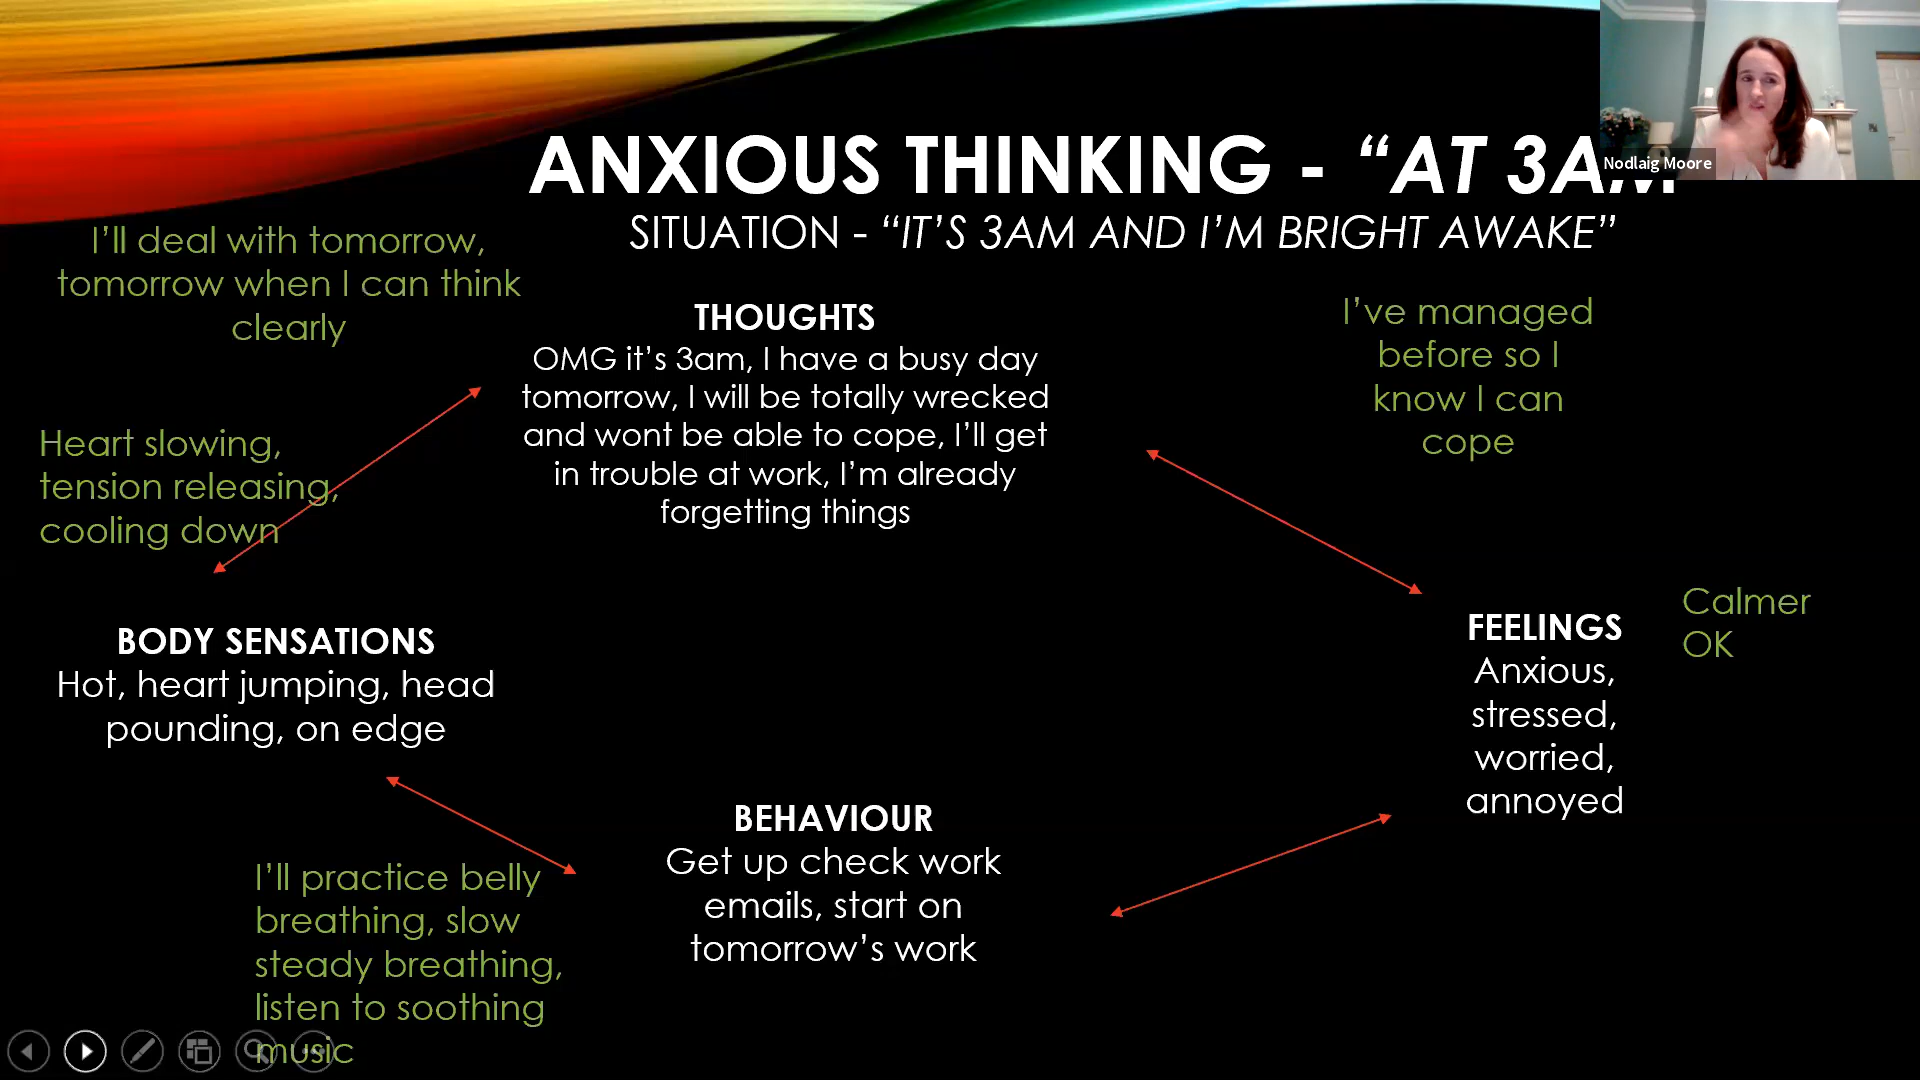 ANXIOUS THINKING - “AT 3AM
Nodlaig Moore
SITUATION - “IT’S 3AM AND I’M BRIGHT AWAKE”
I’ll deal with tomorrow,
tomorrow when I can think
clearly
THOUGHTS
OMG it’s 3am, I have a busy day
tomorrow, I will be totally wrecked
and wont be able to cope, I’ll get
in trouble at work, I’m already
forgetting things
I’ve managed
before so I
know I can
cope
Heart slowing,
tension releasing,
cooling down
BODY SENSATIONS
Hot, heart jumping, head
pounding, on edge
FEELINGS
Anxious,
stressed,
worried,
annoyed
Calmer
OK
BEHAVIOUR
Get up check work
emails, start on
tomorrow’s work
I’ll practice belly
breathing, slow
steady breathing,
listen to soothing
music